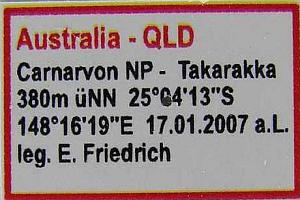 Australia - QLD
Carnarvon NP - Takarakka
380m üNN 25°04'13"S
148°16'19"E 17.01.2007 a.L.
leg. E. Friedrich